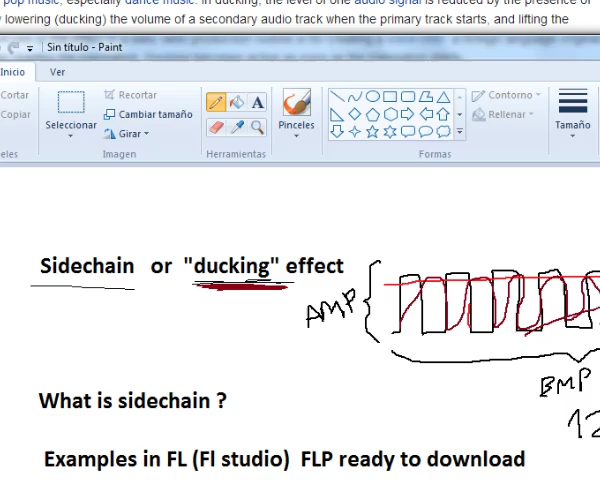 pop music, especially dance music. In ducking, the level of one audio signal is reduced by the presence of
lowering (ducking) the volume of a secondary audio track when the primary track starts, and lifting the
Sin título - Paint
Inicio Ver
Cortar Recortar Contorno
Copiar Cambiar tamaño Rellenar
Seleccionar Girar Pinceles Tamaño
eles Imagen Herramientas Formas
Sidechain or "ducking" effect
AMP
BMP
12
What is sidechain ?
Examples in FL (Fl studio) FLP ready to download